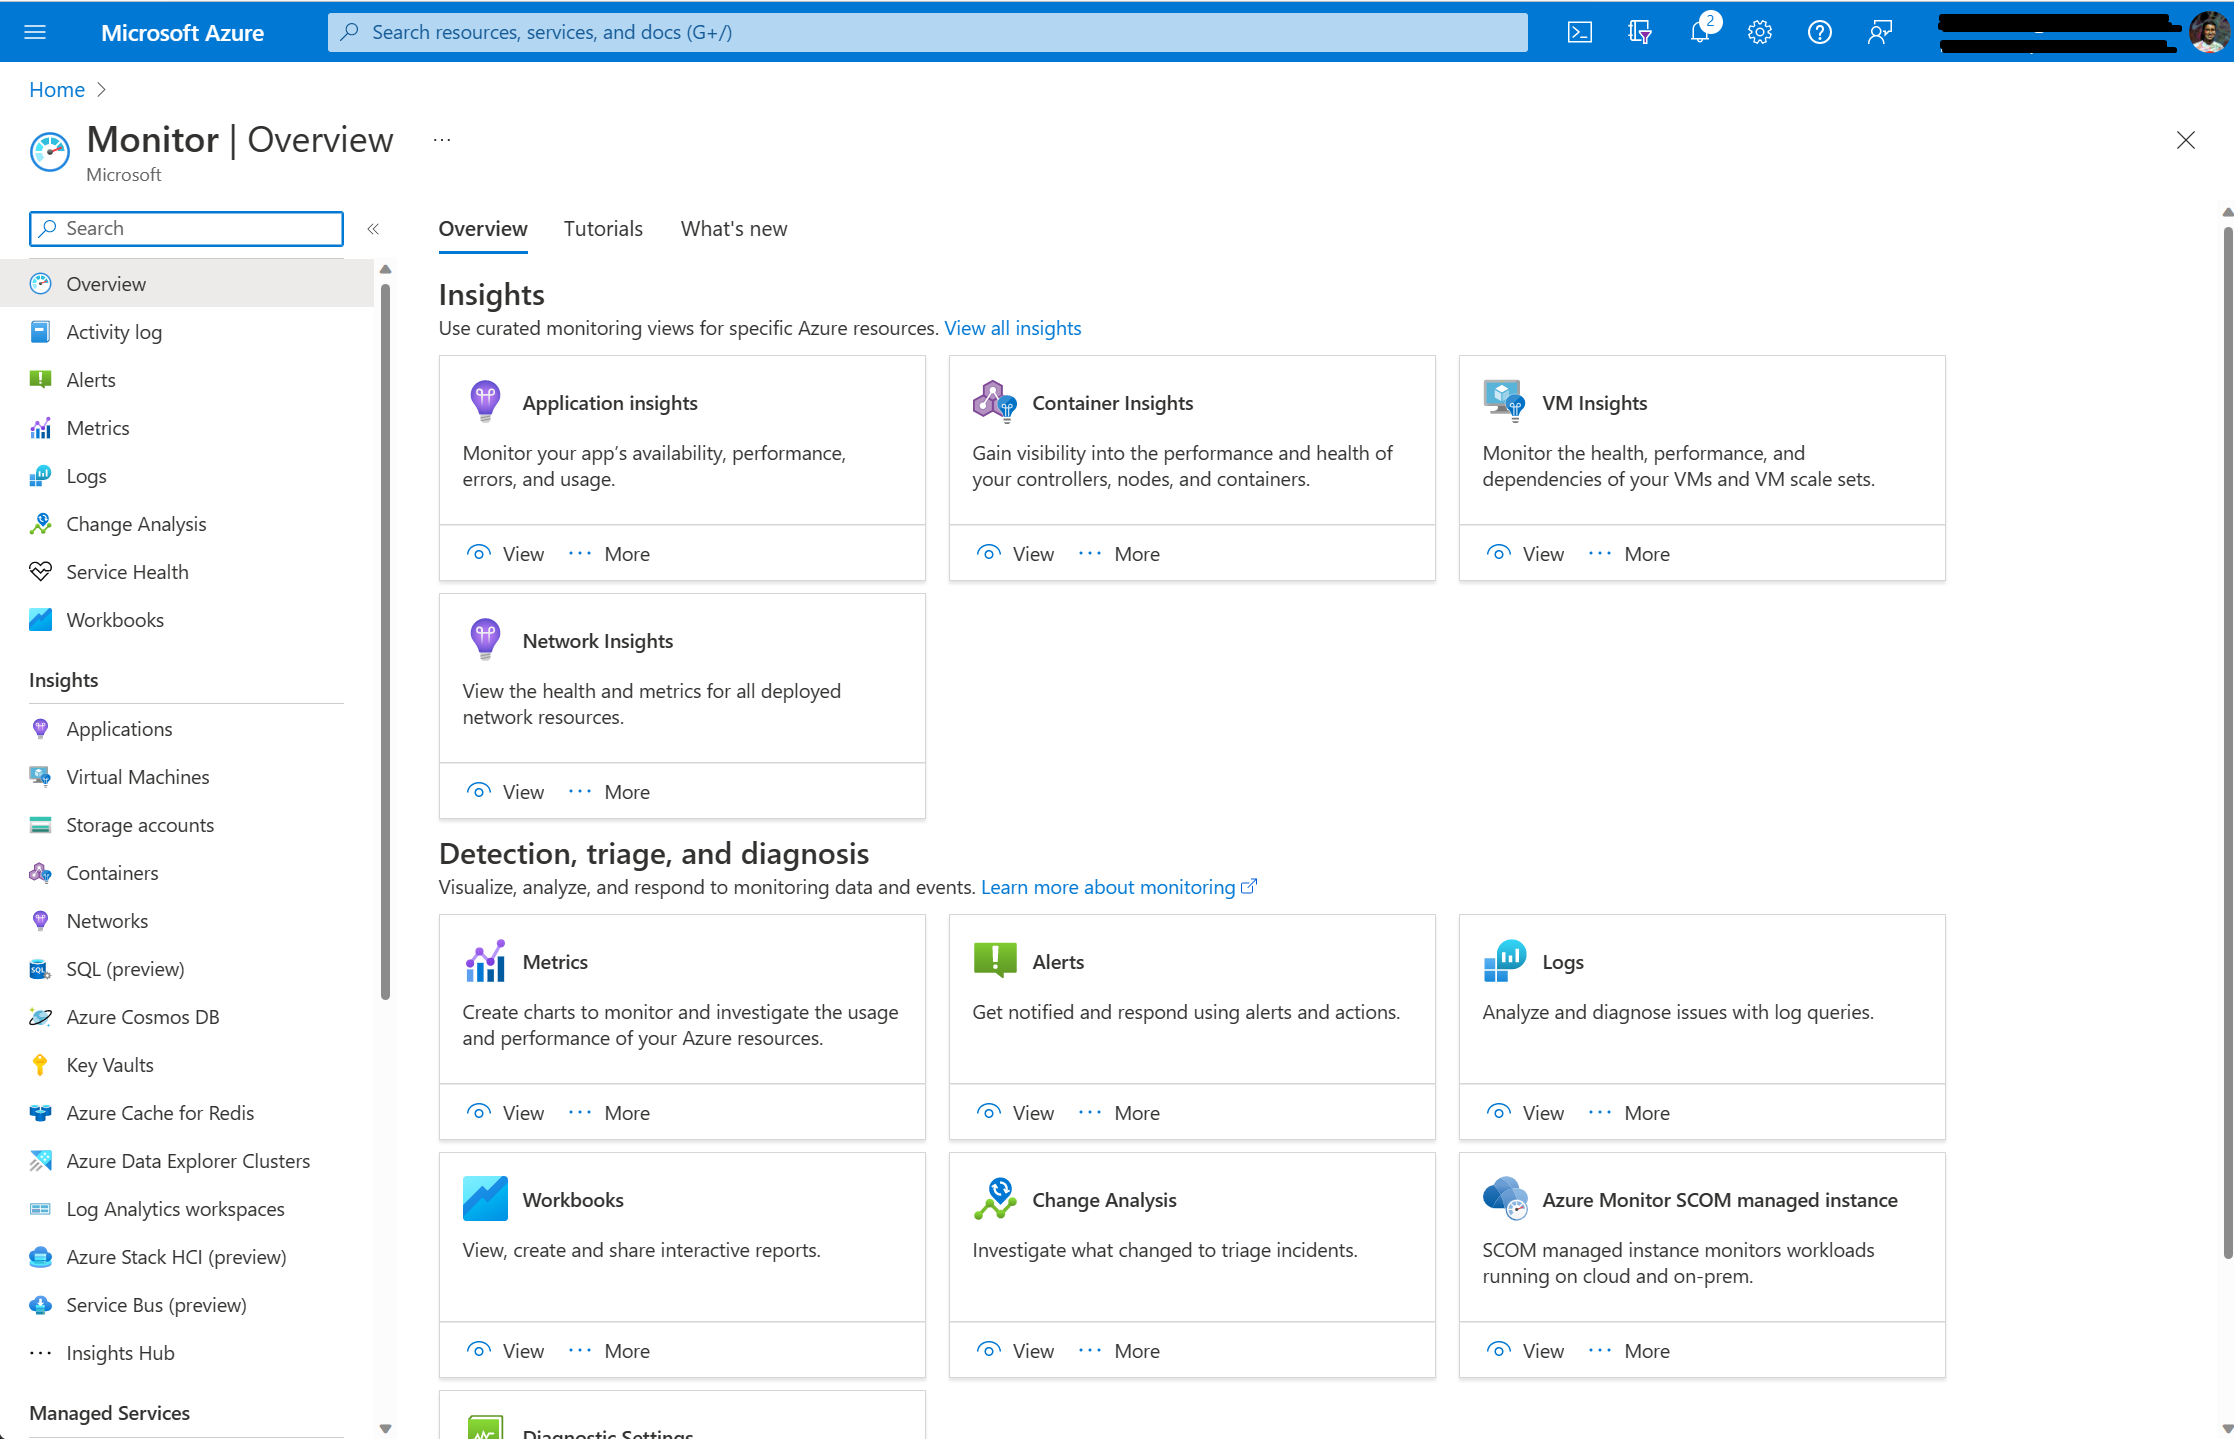 Microsoft Azure
Search resources, services, and docs (G+/)
2
Home
Monitor | Overview
Microsoft
Search
Overview
Activity log
Alerts
Metrics
Logs
Change Analysis
Service Health
Workbooks
Insights
Applications
Virtual Machines
Storage accounts
Containers
Networks
SQL (preview)
Azure Cosmos DB
Key Vaults
Azure Cache for Redis
Azure Data Explorer Clusters
Log Analytics workspaces
Azure Stack HCI (preview)
Service Bus (preview)
Insights Hub
Managed Services
Overview Tutorials What's new
Insights
Use curated monitoring views for specific Azure resources. View all insights
Application insights
Monitor your app’s availability, performance,
errors, and usage.
View ··· More
Container Insights
Gain visibility into the performance and health of
your controllers, nodes, and containers.
View ··· More
VM Insights
Monitor the health, performance, and
dependencies of your VMs and VM scale sets.
View ··· More
Network Insights
View the health and metrics for all deployed
network resources.
View ··· More
Detection, triage, and diagnosis
Visualize, analyze, and respond to monitoring data and events. Learn more about monitoring
Metrics
Create charts to monitor and investigate the usage
and performance of your Azure resources.
View ··· More
Alerts
Get notified and respond using alerts and actions.
View ··· More
Logs
Analyze and diagnose issues with log queries.
View ··· More
Workbooks
View, create and share interactive reports.
View ··· More
Change Analysis
Investigate what changed to triage incidents.
View ··· More
Azure Monitor SCOM managed instance
SCOM managed instance monitors workloads
running on cloud and on-prem.
View ··· More
Diagnostic Settings